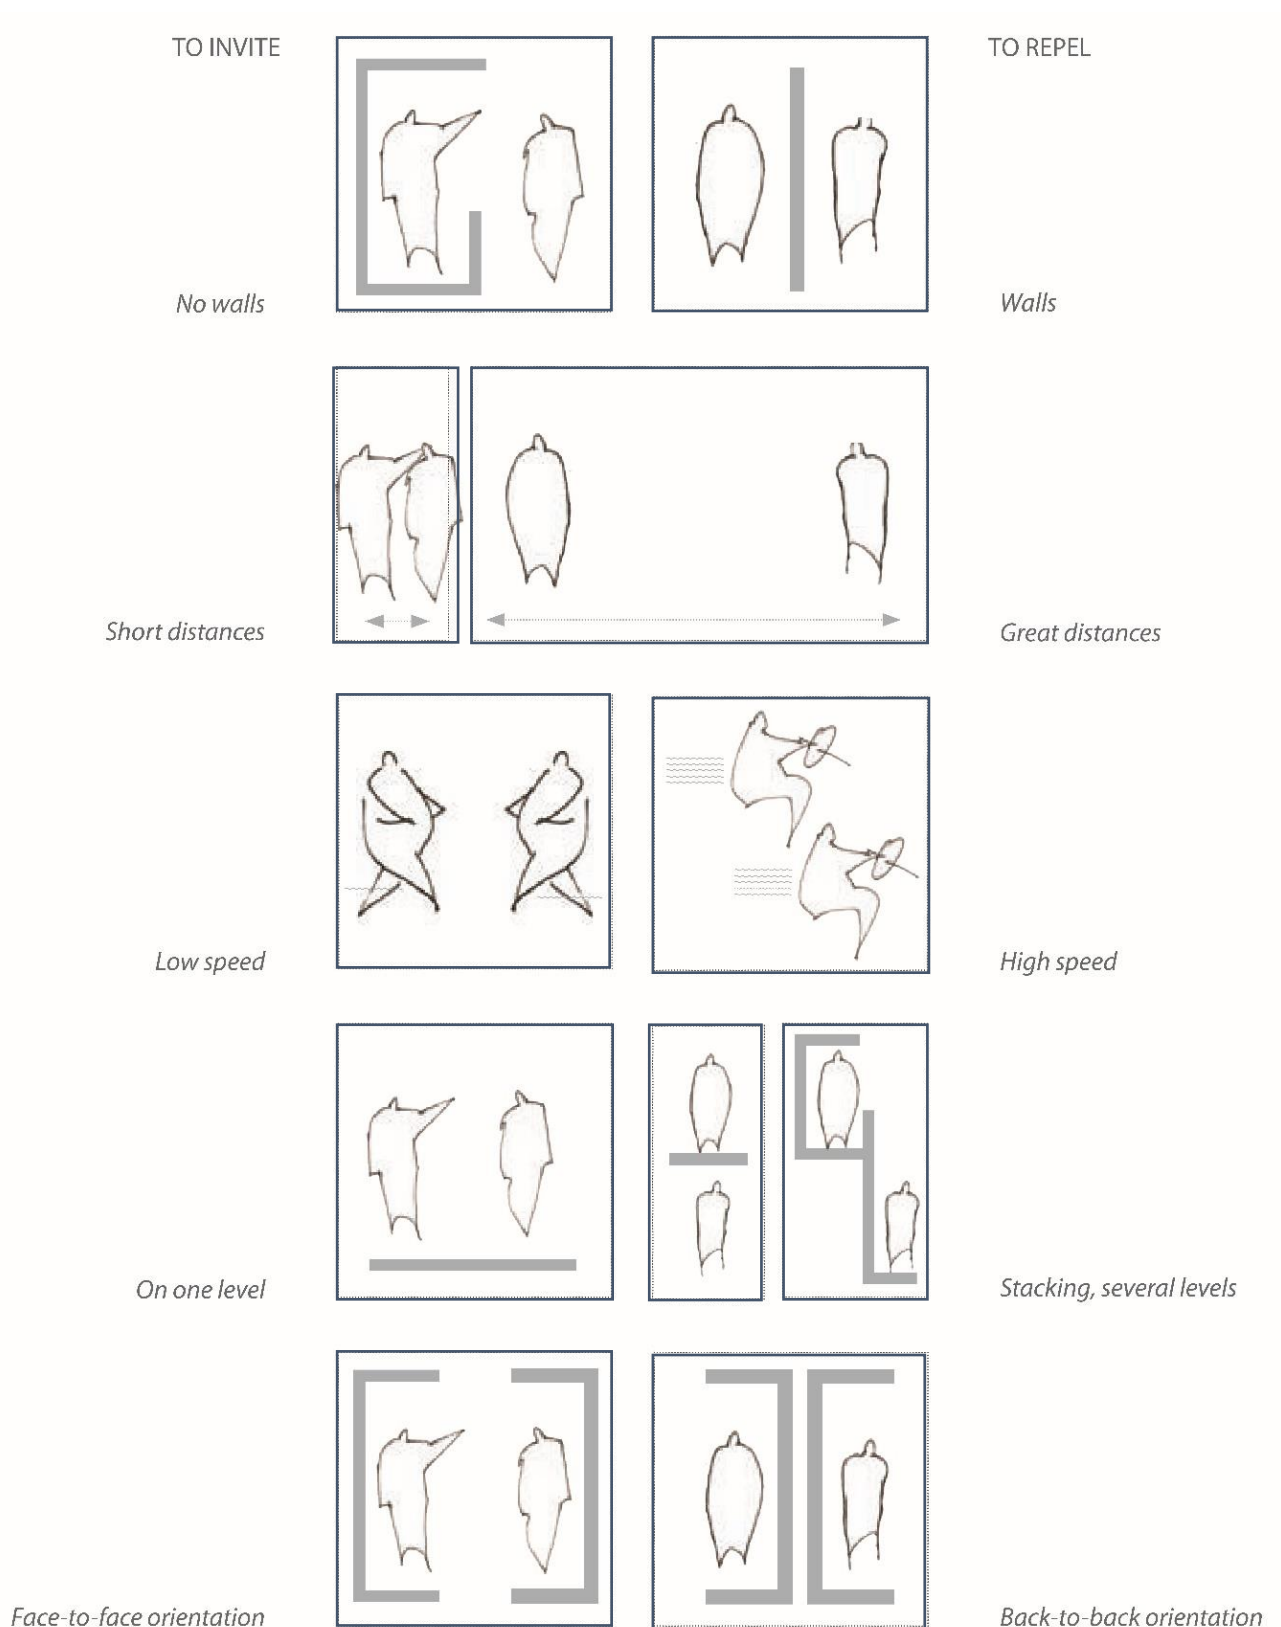 TO INVITE
TO REPEL
No walls
Walls
Short distances
Great distances
Low speed
High speed
On one level
Stacking, several levels
Face-to-face orientation
Back-to-back orientation